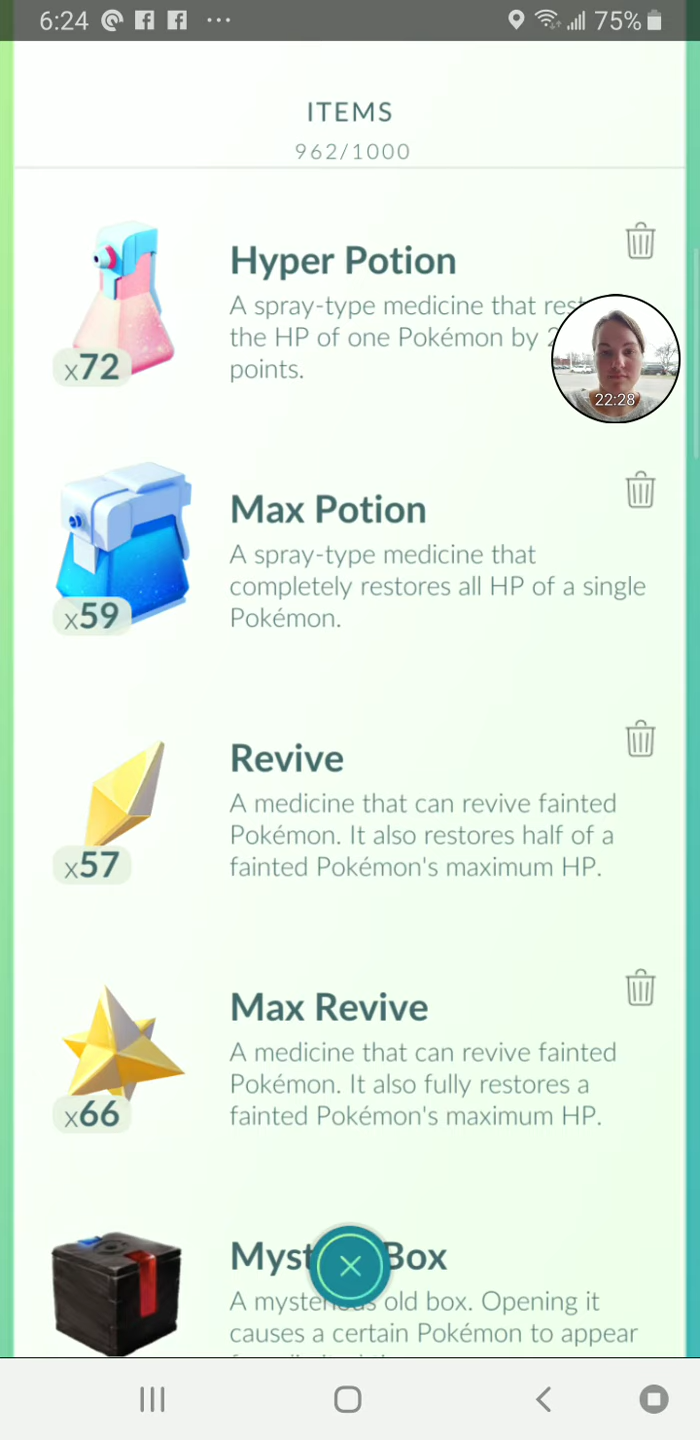 6:24
75%
ITEMS
962/1000
Hyper Potion
A spray-type medicine that
the HP of one Pokémon by
points.
x72
22:28
Max Potion
A spray-type medicine that
completely restores all HP of a single
Pokémon.
x59
Revive
A medicine that can revive fainted
Pokémon. It also restores half of a
fainted Pokémon's maximum HP.
x57
Max Revive
A medicine that can revive fainted
Pokémon. It also fully restores a
fainted Pokémon's maximum HP.
x66
Box
A mysterious old box. Opening it
causes a certain Pokémon to appear